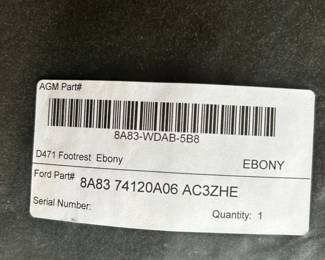 AGM Part#
8A83-WDAB-5B8
D471 Footrest Ebony
EBONY
Ford Part# 8A83 74120A06 AC3ZHE
Serial Number:
Quantity: 1